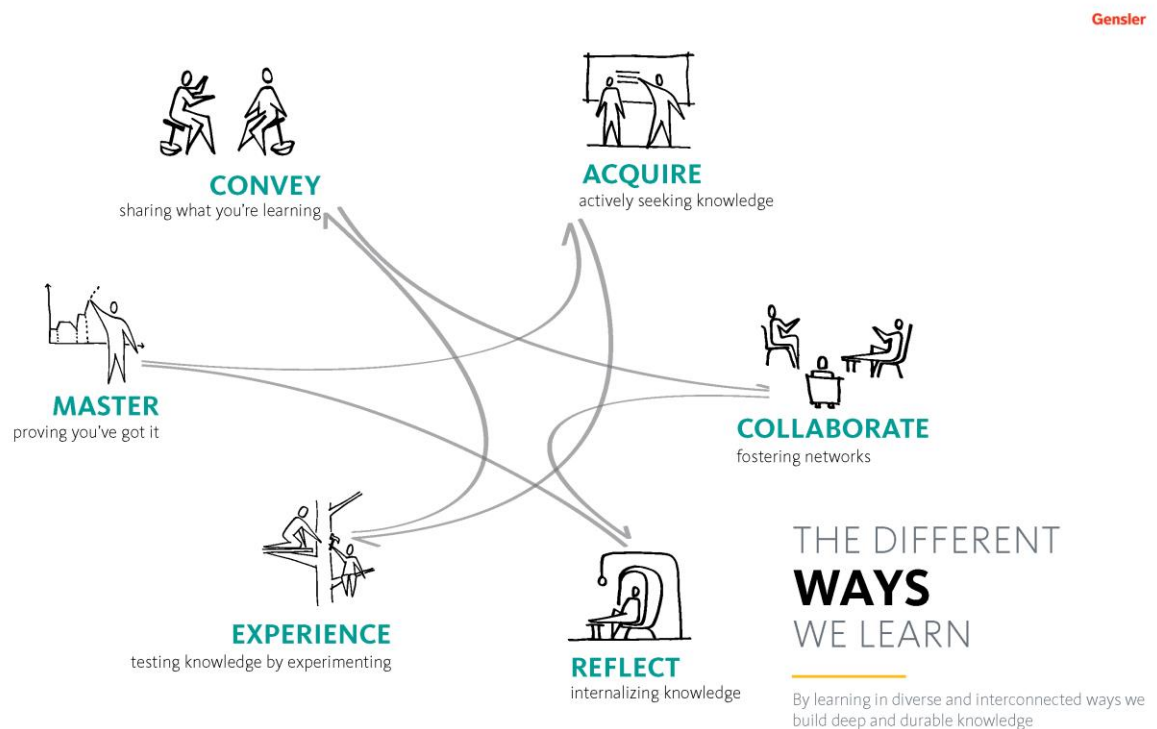 Gensler
CONVEY
sharing what you're learning
ACQUIRE
actively seeking knowledge
MASTER
proving you've got it
COLLABORATE
fostering networks
EXPERIENCE
testing knowledge by experimenting
REFLECT
internalizing knowledge
THE DIFFERENT
WAYS
WE LEARN
By learning in diverse and interconnected ways we
build deep and durable knowledge